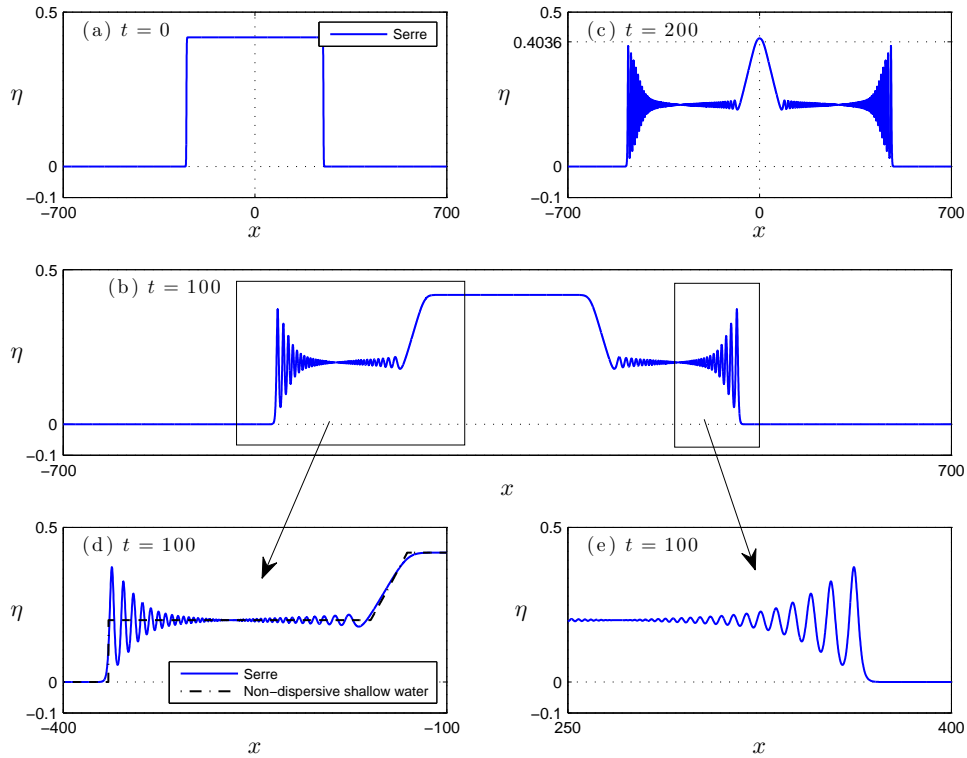 0.5
(a) t = 0
Serre
η
0
−0.1
−700
0
700
x
0.5
(c) t = 200
0.4036
η
0
−0.1
−700
0
700
x
0.5
(b) t = 100
η
0
−0.1
−700
700
x
0.5
(d) t = 100
η
0
Serre
Non−dispersive shallow water
−0.1
−400
−100
x
0.5
(e) t = 100
η
0
−0.1
250
400
x